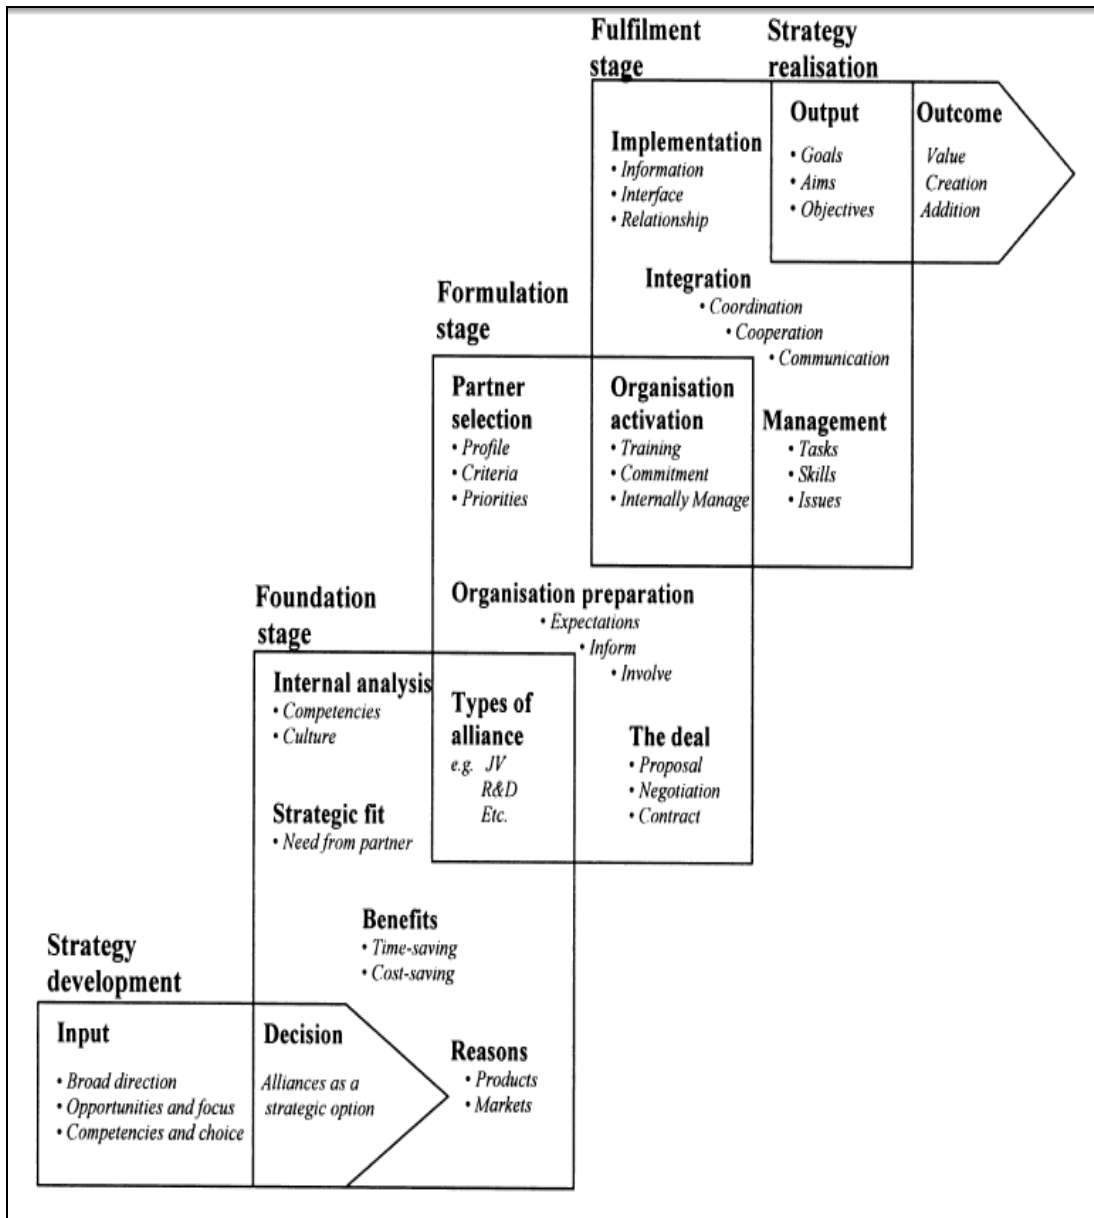 Fulfilment
stage
Strategy
realisation
Implementation
• Information
• Interface
• Relationship
Output
• Goals
• Aims
• Objectives
Outcome
Value
Creation
Addition
Integration
• Coordination
• Cooperation
• Communication
Formulation
stage
Partner
selection
• Profile
• Criteria
• Priorities
Organisation
activation
• Training
• Commitment
• Internally Manage
Management
• Tasks
• Skills
• Issues
Organisation preparation
• Expectations
• Inform
• Involve
Foundation
stage
Internal analysis
• Competencies
• Culture
Types of
alliance
e.g. JV
R&D
Etc.
The deal
• Proposal
• Negotiation
• Contract
Strategic fit
• Need from partner
Benefits
• Time-saving
• Cost-saving
Strategy
development
Input
• Broad direction
• Opportunities and focus
• Competencies and choice
Decision
Alliances as a
strategic option
Reasons
• Products
• Markets